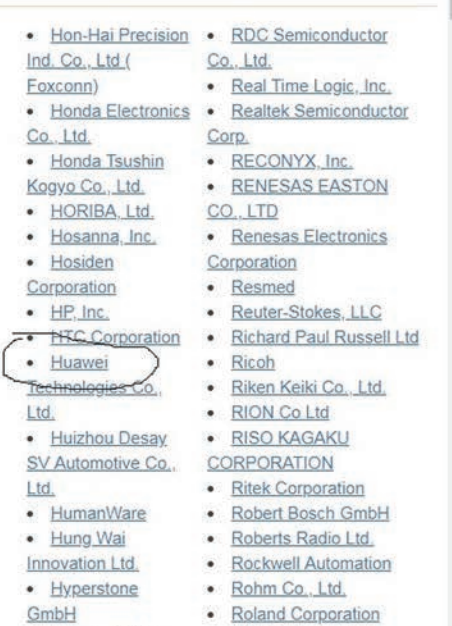 Hon-Hai Precision
Ind. Co., Ltd (
Foxconn)
Honda Electronics
Co., Ltd.
Honda Tsushin
Kogyo Co., Ltd.
HORIBA, Ltd.
Hosanna, Inc.
Hosiden
Corporation
HP, Inc.
HTC Corporation
Huawei
Technologies Co.,
Ltd.
Huizhou Desay
SV Automotive Co.,
Ltd.
HumanWare
Hung Wai
Innovation Ltd.
Hyperstone
GmbH
RDC Semiconductor
Co., Ltd.
Real Time Logic, Inc.
Realtek Semiconductor
Corp.
RECONYX, Inc.
RENESAS EASTON
CO., LTD
Renesas Electronics
Corporation
Resmed
Reuter-Stokes, LLC
Richard Paul Russell Ltd
Ricoh
Riken Keiki Co., Ltd.
RION Co Ltd
RISO KAGAKU
CORPORATION
Ritek Corporation
Robert Bosch GmbH
Roberts Radio Ltd.
Rockwell Automation
Rohm Co., Ltd.
Roland Corporation